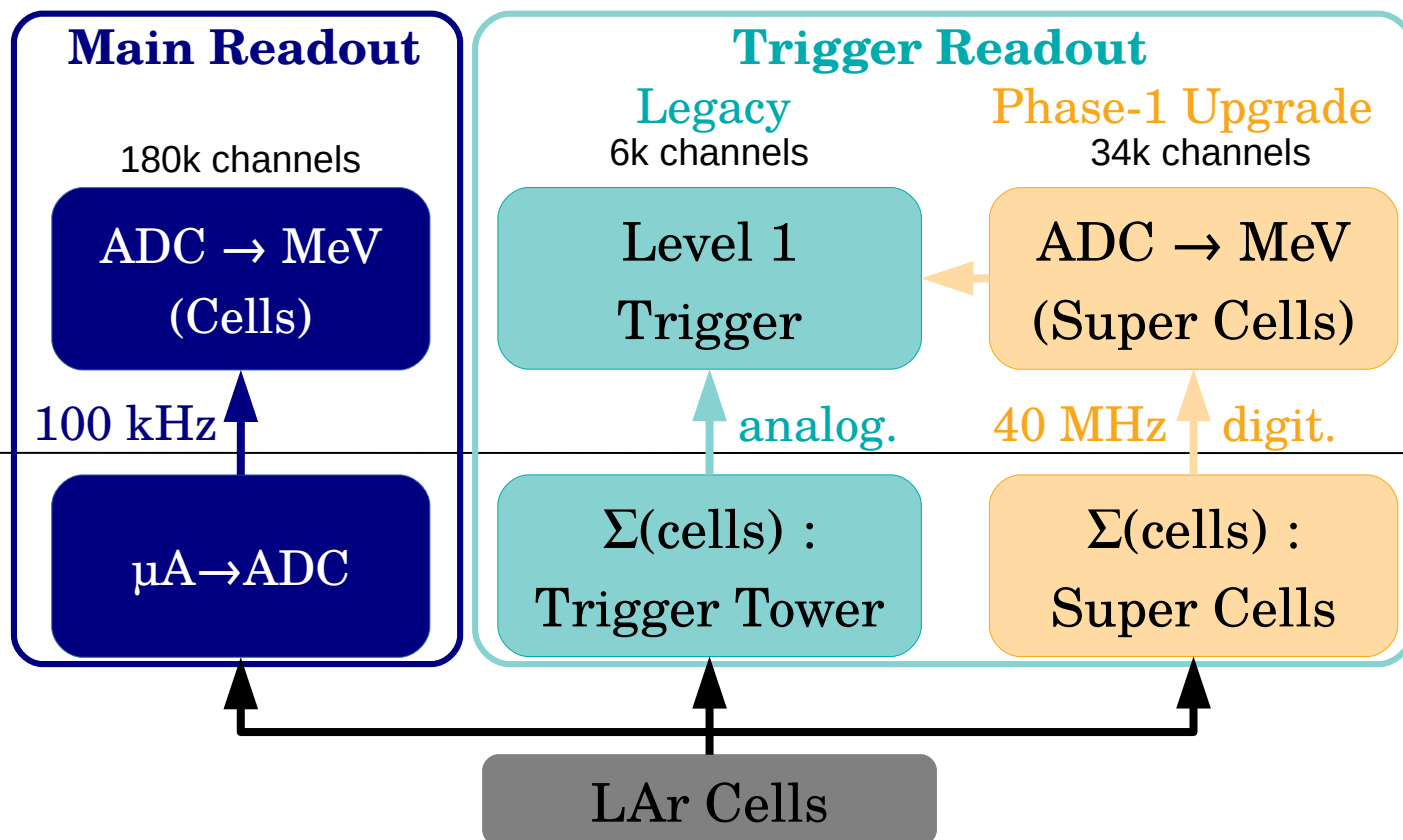 Main Readout
180k channels
ADC → MeV
(Cells)
100 kHz
μA→ADC
Trigger Readout
Legacy
6k channels
Level 1
Trigger
analog.
Σ(cells) :
Trigger Tower
Phase-1 Upgrade
34k channels
ADC → MeV
(Super Cells)
40 MHz
digit.
Σ(cells) :
Super Cells
LAr Cells